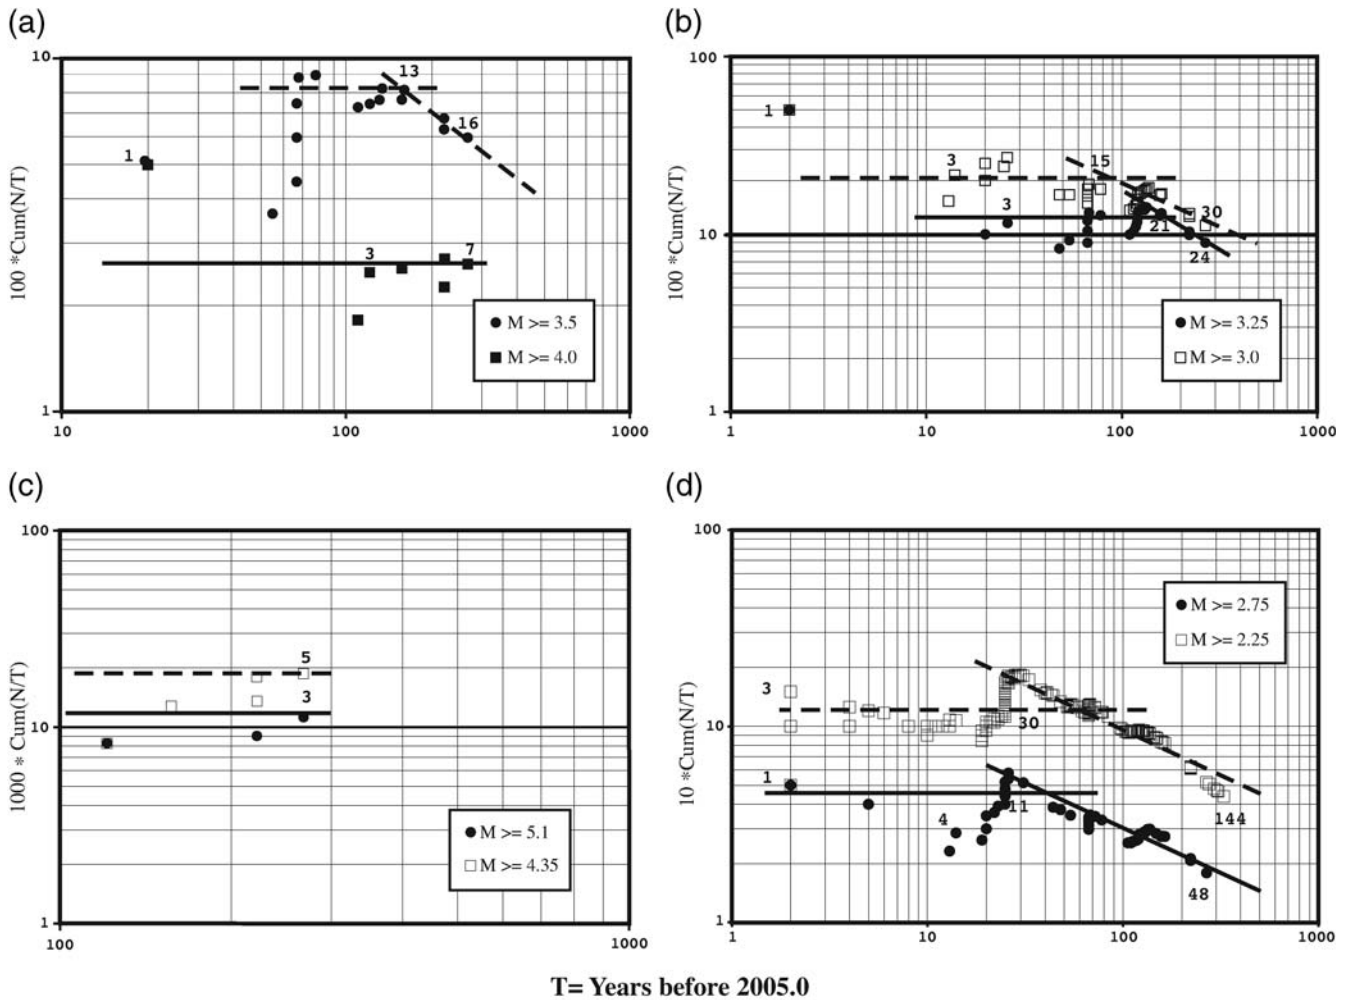 (a)
10
13
16
1
3
7
100 *Cum(N/T)
M >= 3.5
M >= 4.0
1
10
100
1000
(b)
100
1
3
15
3
30
21
10
24
100 *Cum(N/T)
M >= 3.25
M >= 3.0
1
1
10
100
1000
(c)
100
5
3
10
1000 * Cum(N/T)
M >= 5.1
M >= 4.35
1
100
1000
(d)
100
M >= 2.75
M >= 2.25
3
30
10
1
11
4
144
48
10 *Cum(N/T)
1
1
10
100
1000
T= Years before 2005.0